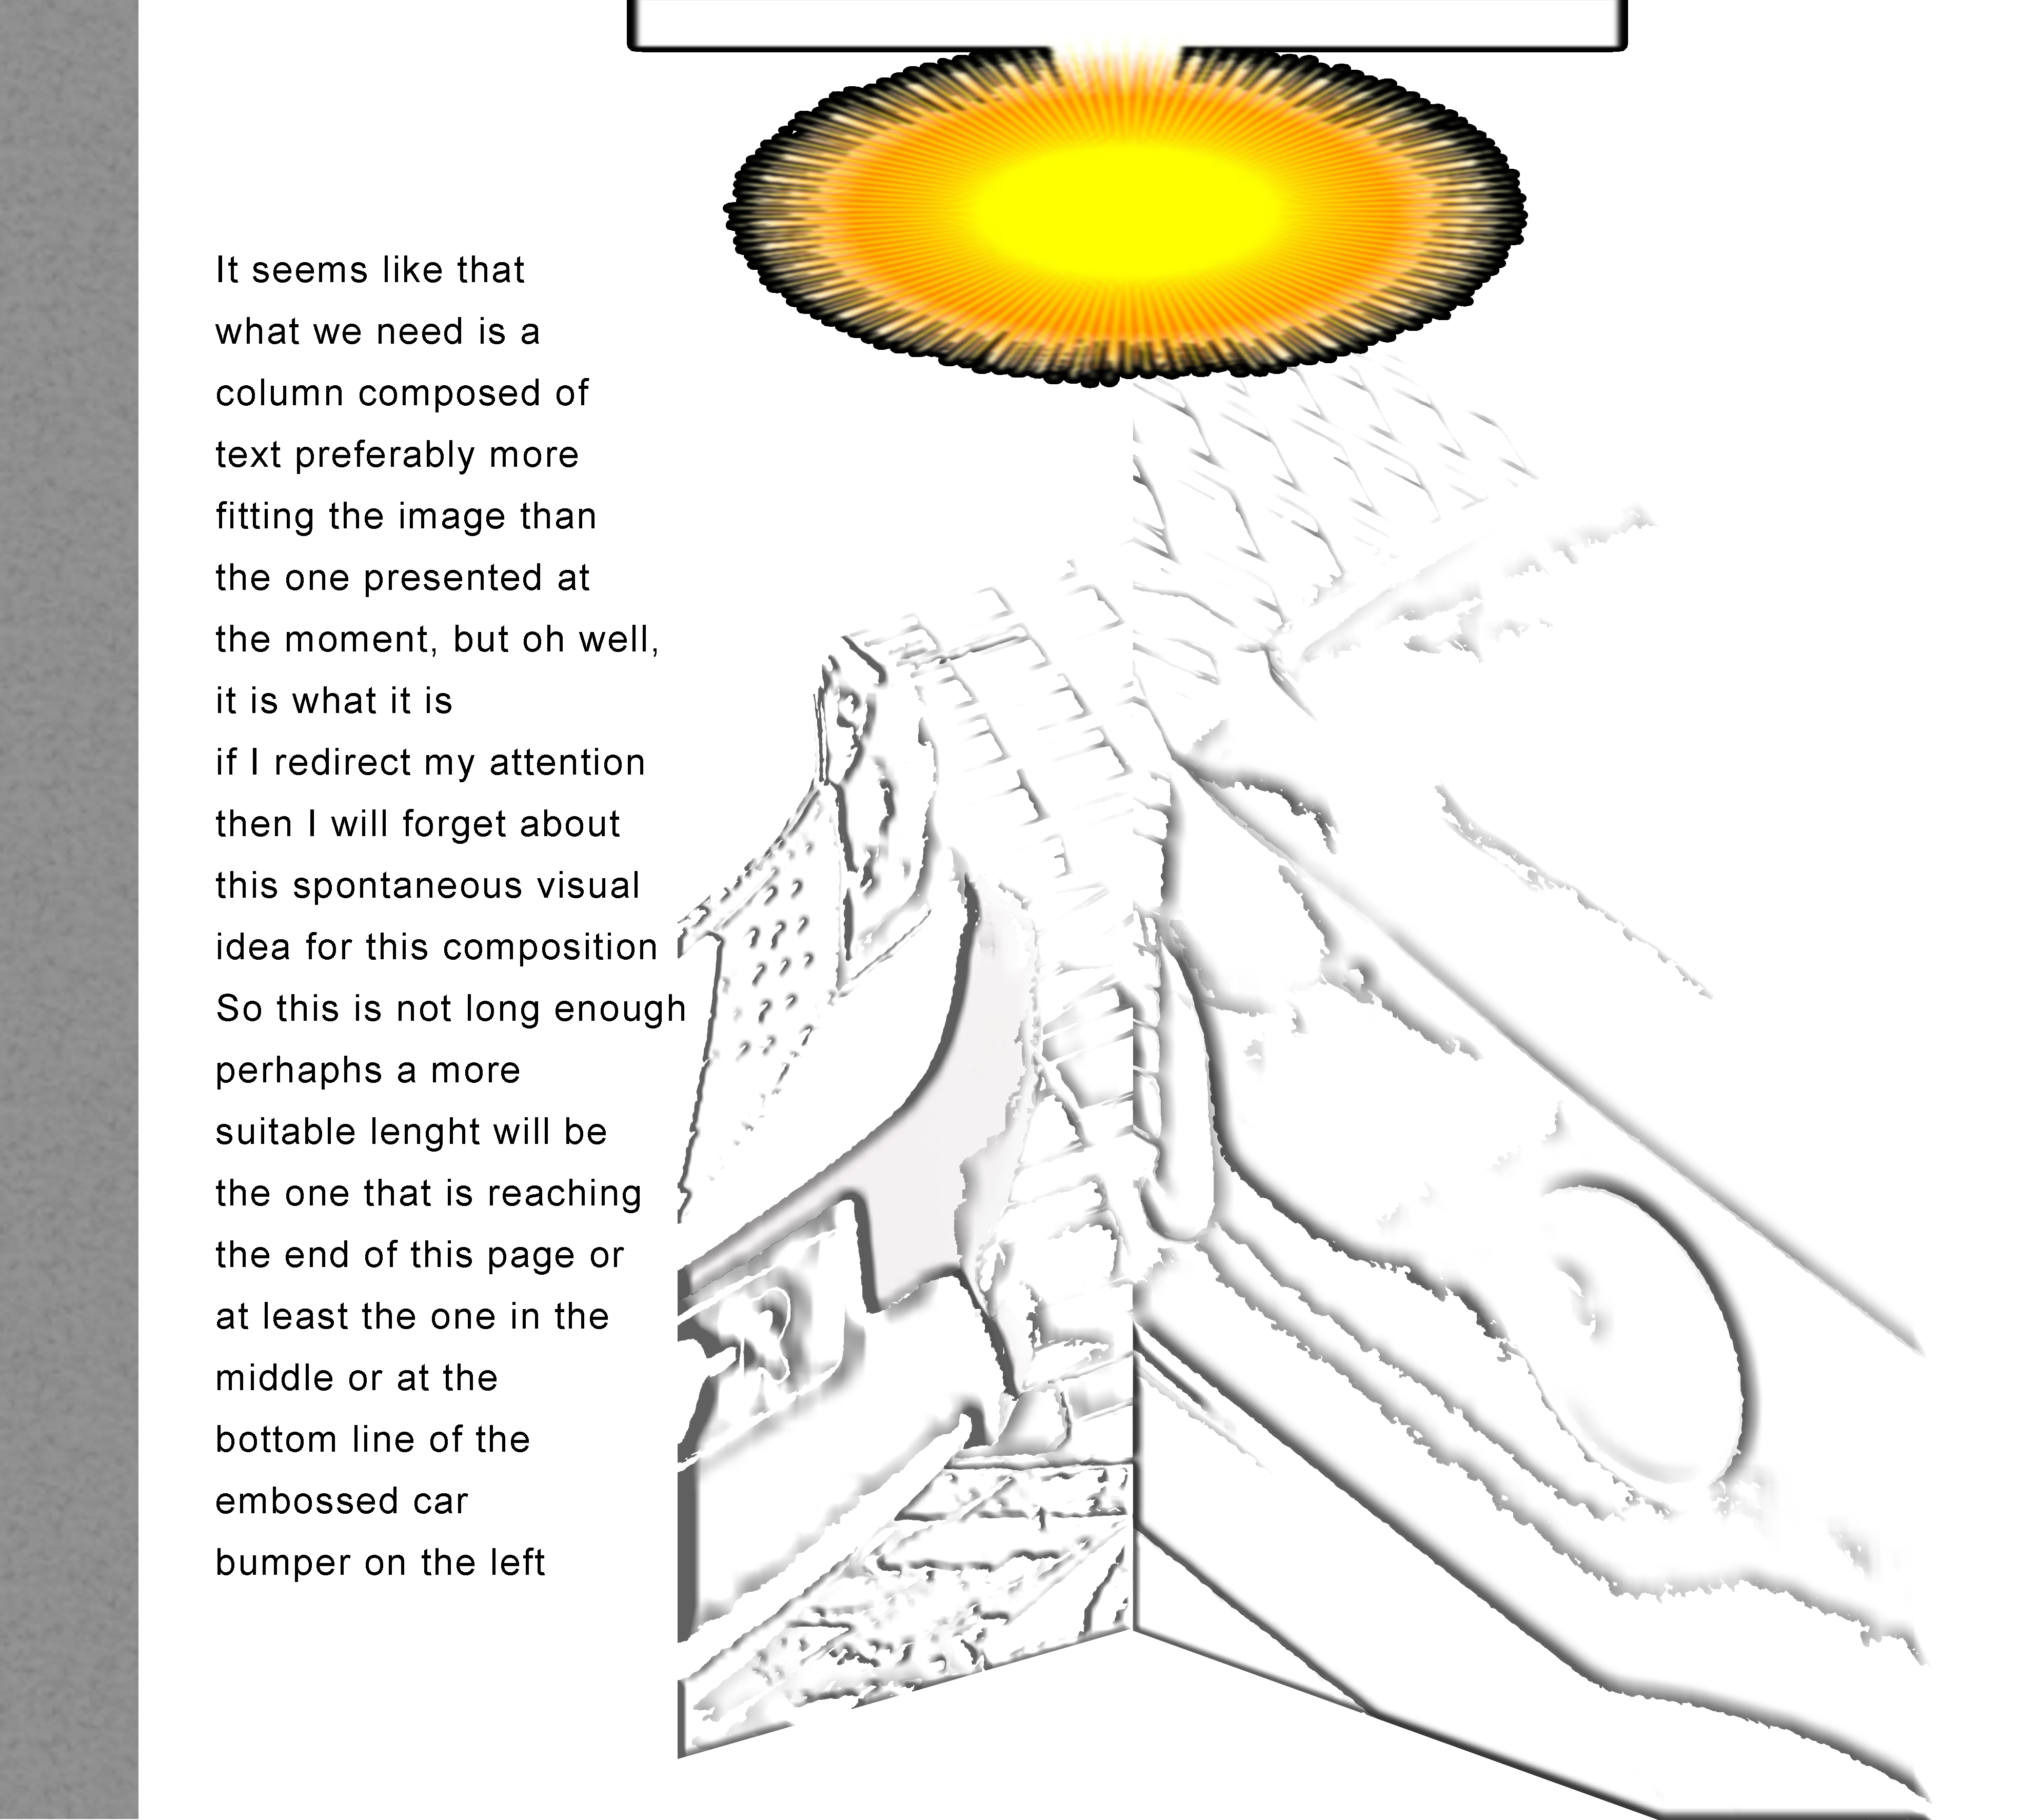 It seems like that
what we need is a
column composed of
text preferably more
fitting the image than
the one presented at
the moment, but oh well,
it is what it is
if I redirect my attention
then I will forget about
this spontaneous visual
idea for this composition
So this is not long enough
perhaphs a more
suitable lenght will be
the one that is reaching
the end of this page or
at least the one in the
middle or at the
bottom line of the
embossed car
bumper on the left